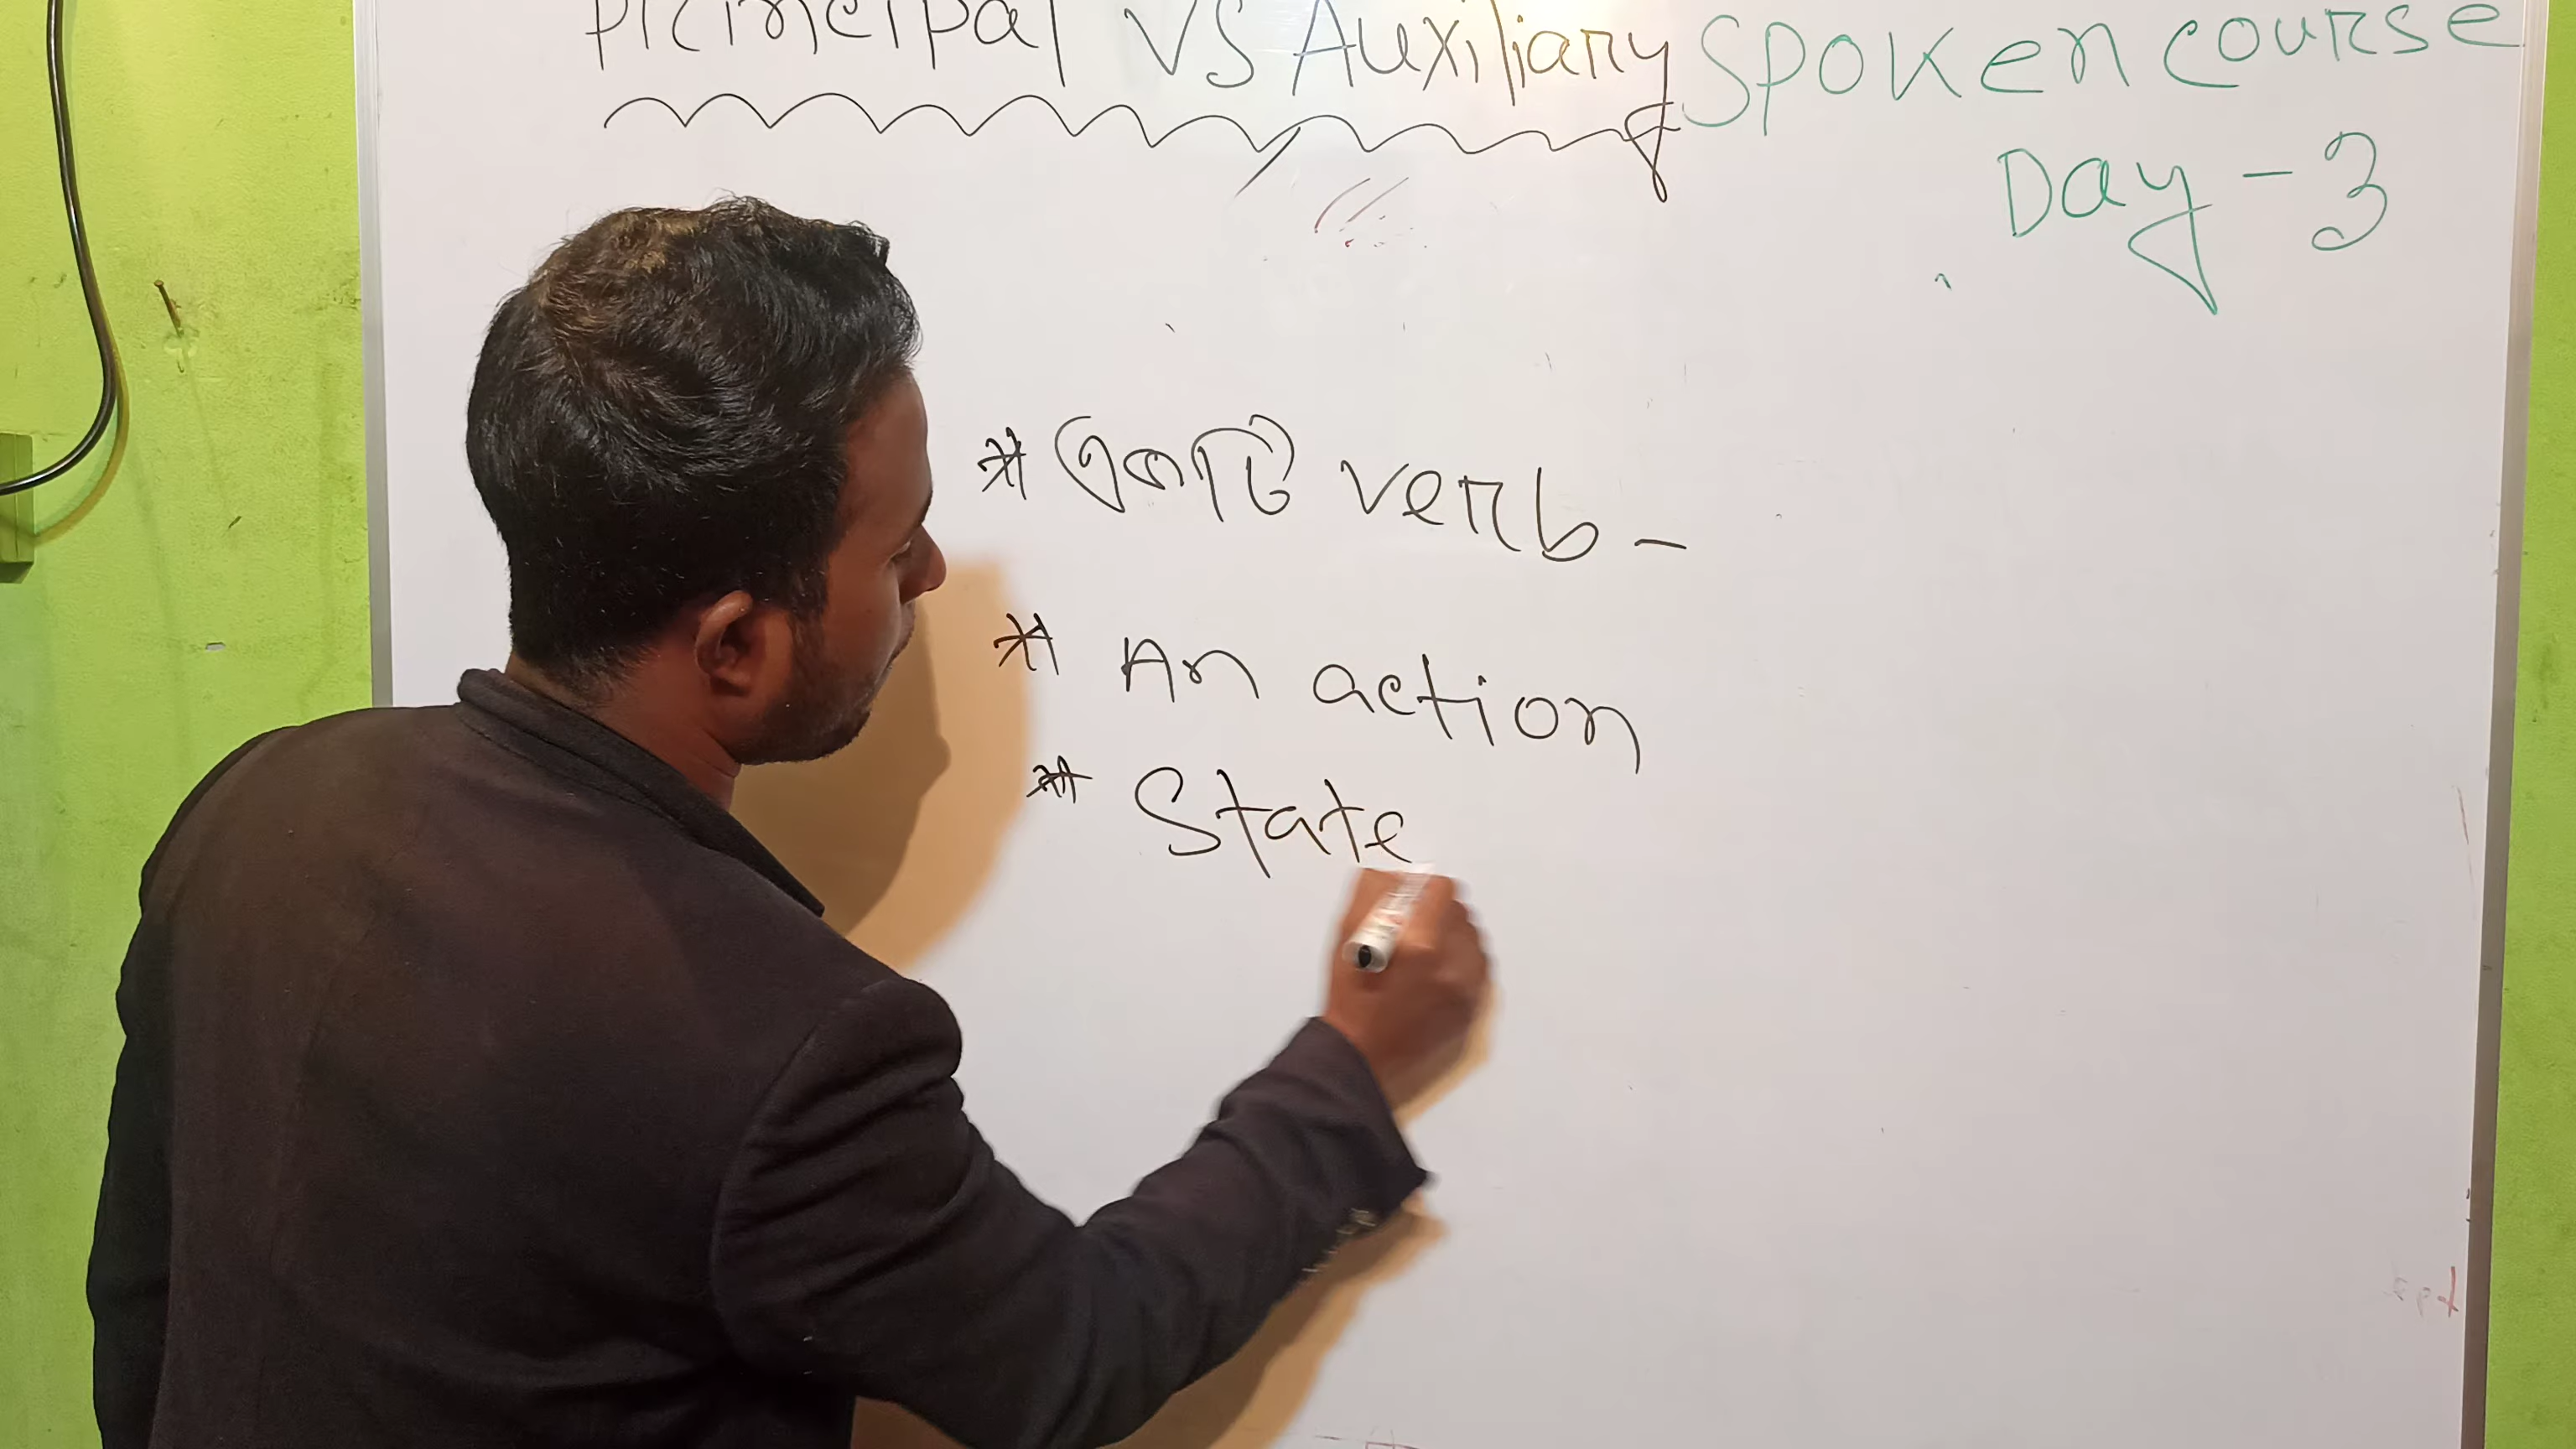 Principal VS Auxiliary
Spoken course
Day - 3
* একটি verb -
* An action
* State